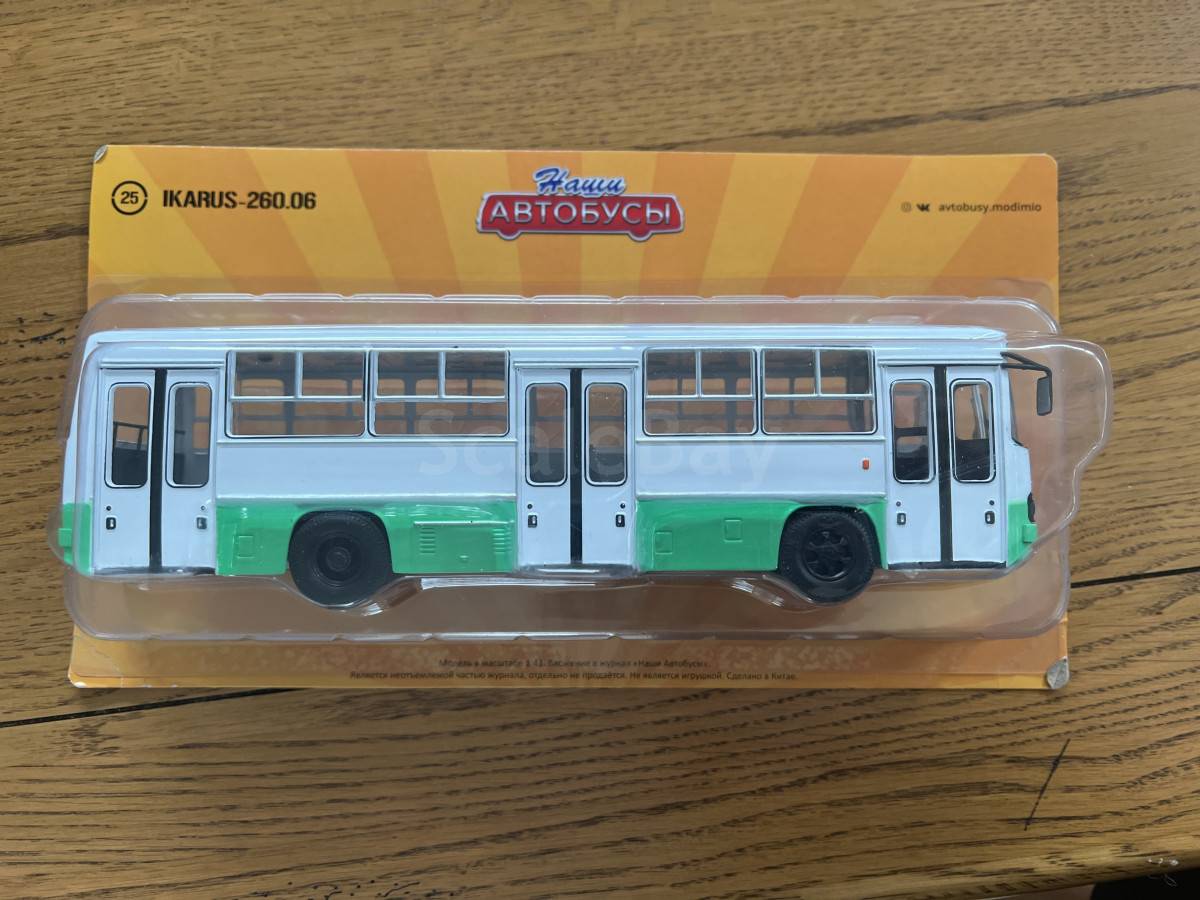 25 IKARUS-260.06
Наши
АВТОБУСЫ
avtobusy.modimio
ScaleBay
Модель в масштабе 1:43. Вложение в журнал «Наши Автобусы».
Является неотъемлемой частью журнала, отдельно не продаётся. Не является игрушкой. Сделано в Китае.